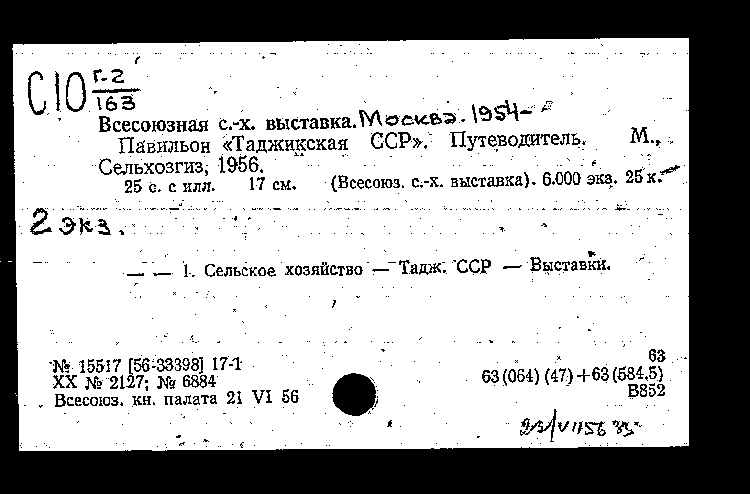 С10 Г-2/163
Всесоюзная с.-х. выставка. Москва. 1954-
Павильон «Таджикская ССР». Путеводитель. М.,
Сельхозгиз, 1956.
25 с. с илл. 17 см. (Всесоюз. с.-х. выставка). 6.000 экз. 25 к.
2 экз.
— — 1. Сельское хозяйство — Тадж. ССР — Выставки.
№ 15517 [56-33398] 17-1
63
XX № 2127; № 6884
63(064)(47)+63(584.5)
Всесоюз. кн. палата 21 VI 56
В852